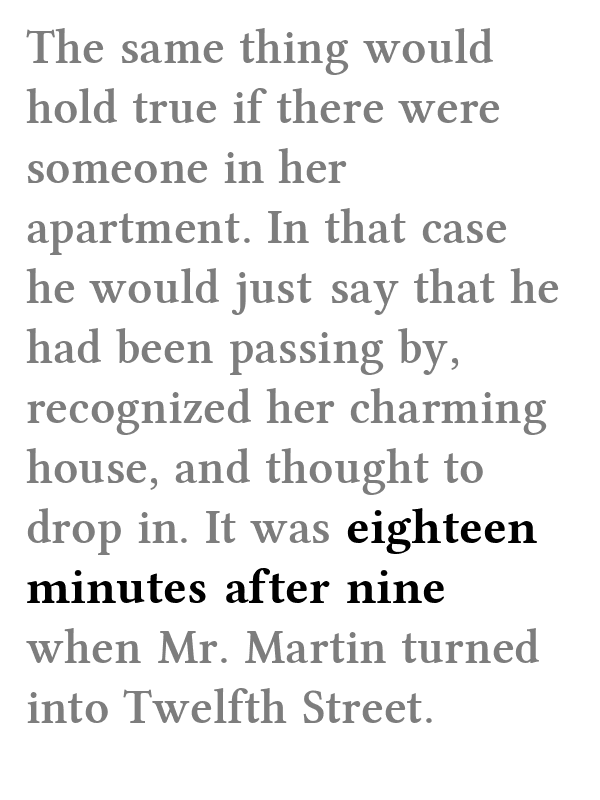 The same thing would
hold true if there were
someone in her
apartment. In that case
he would just say that he
had been passing by,
recognized her charming
house, and thought to
drop in. It was eighteen
minutes after nine
when Mr. Martin turned
into Twelfth Street.